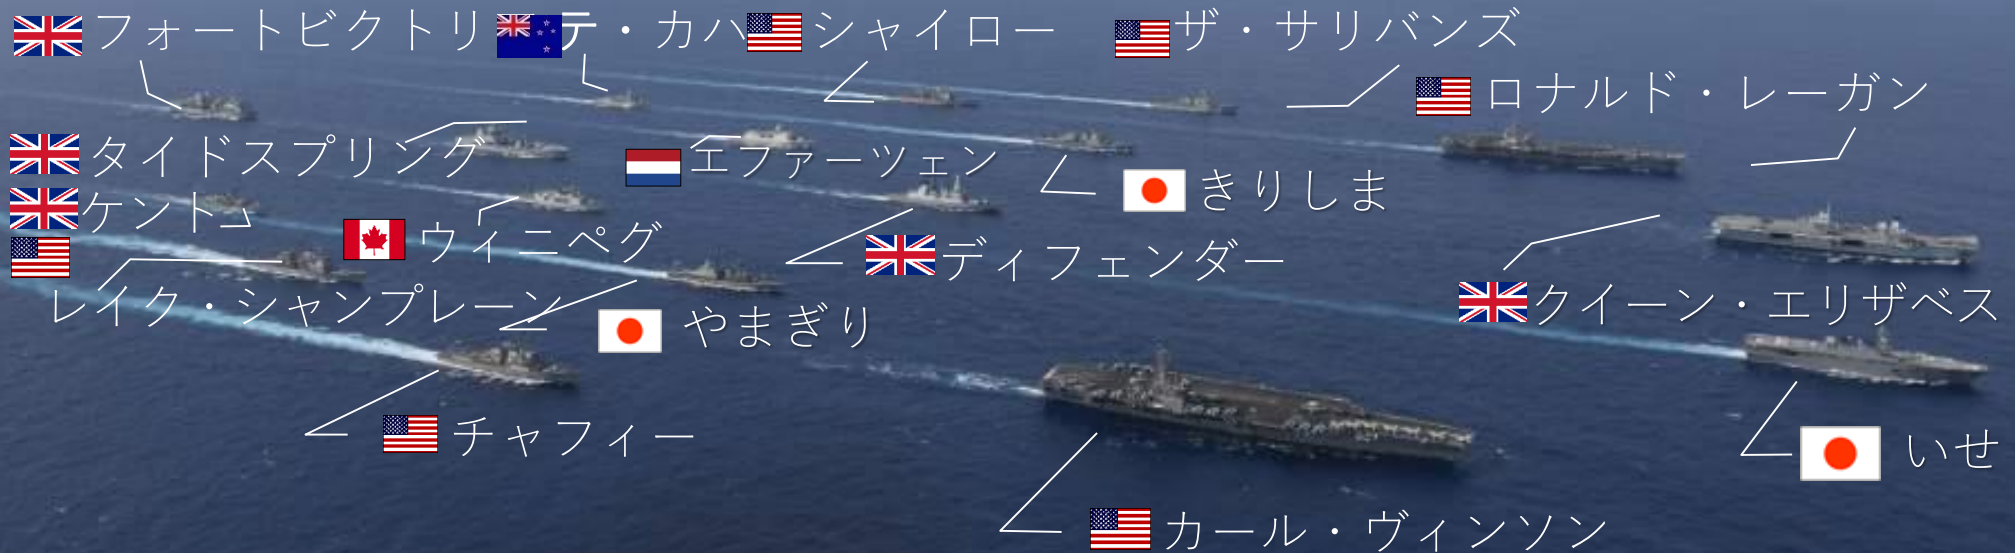 フォートビクトリ
テ・カハ
シャイロー
ザ・サリバンズ
ロナルド・レーガン
タイドスプリング
エファーツェン
きりしま
ケント
ウィニペグ
ディフェンダー
レイク・シャンプレーン
やまぎり
クイーン・エリザベス
チャフィー
いせ
カール・ヴィンソン